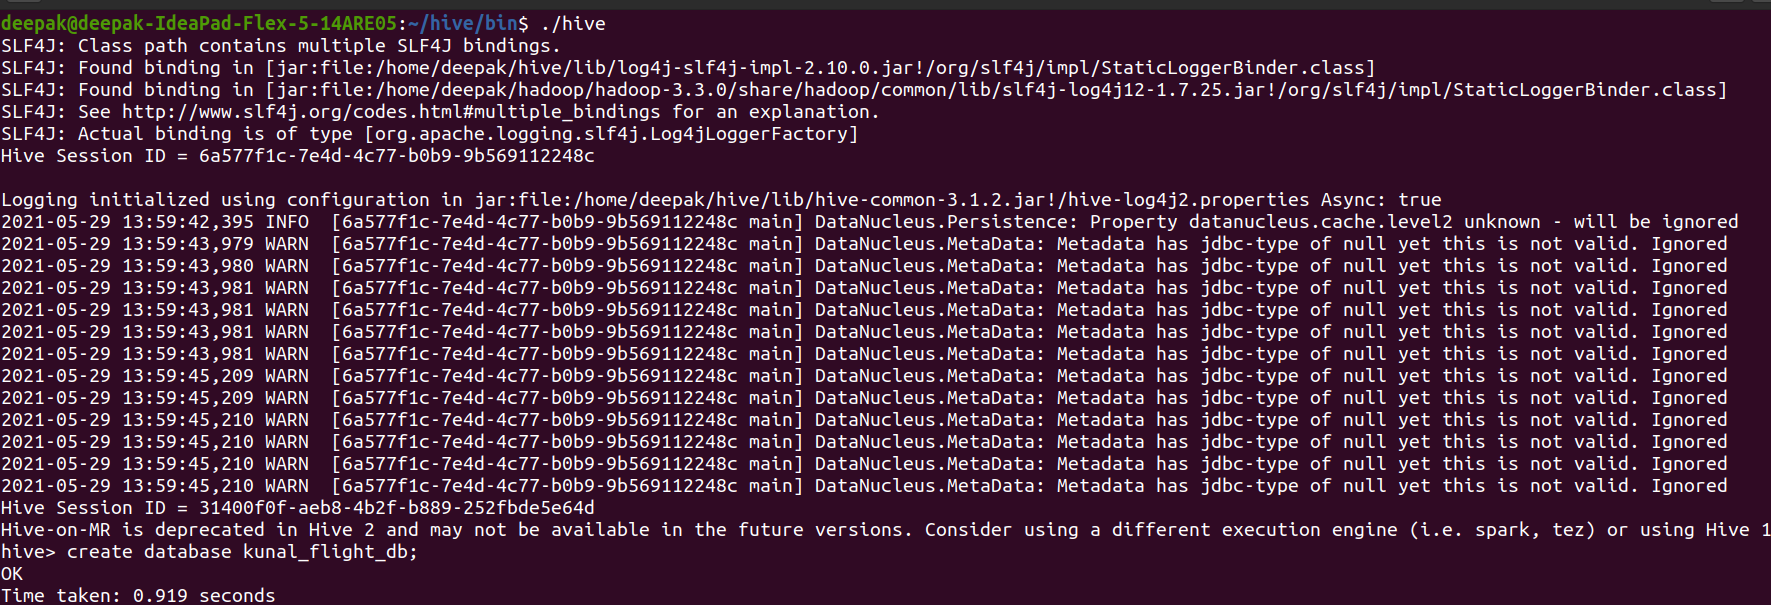 deepak@deepak-IdeaPad-Flex-5-14ARE05:~/hive/bin$ ./hive
SLF4J: Class path contains multiple SLF4J bindings.
SLF4J: Found binding in [jar:file:/home/deepak/hive/lib/log4j-slf4j-impl-2.10.0.jar!/org/slf4j/impl/StaticLoggerBinder.class]
SLF4J: Found binding in [jar:file:/home/deepak/hadoop/hadoop-3.3.0/share/hadoop/common/lib/slf4j-log4j12-1.7.25.jar!/org/slf4j/impl/StaticLoggerBinder.class]
SLF4J: See http://www.slf4j.org/codes.html#multiple_bindings for an explanation.
SLF4J: Actual binding is of type [org.apache.logging.slf4j.Log4jLoggerFactory]
Hive Session ID = 6a577f1c-7e4d-4c77-b0b9-9b569112248c

Logging initialized using configuration in jar:file:/home/deepak/hive/lib/hive-common-3.1.2.jar!/hive-log4j2.properties Async: true
2021-05-29 13:59:42,395 INFO  [6a577f1c-7e4d-4c77-b0b9-9b569112248c main] DataNucleus.Persistence: Property datanucleus.cache.level2 unknown - will be ignored
2021-05-29 13:59:43,979 WARN  [6a577f1c-7e4d-4c77-b0b9-9b569112248c main] DataNucleus.MetaData: Metadata has jdbc-type of null yet this is not valid. Ignored
2021-05-29 13:59:43,980 WARN  [6a577f1c-7e4d-4c77-b0b9-9b569112248c main] DataNucleus.MetaData: Metadata has jdbc-type of null yet this is not valid. Ignored
2021-05-29 13:59:43,981 WARN  [6a577f1c-7e4d-4c77-b0b9-9b569112248c main] DataNucleus.MetaData: Metadata has jdbc-type of null yet this is not valid. Ignored
2021-05-29 13:59:43,981 WARN  [6a577f1c-7e4d-4c77-b0b9-9b569112248c main] DataNucleus.MetaData: Metadata has jdbc-type of null yet this is not valid. Ignored
2021-05-29 13:59:43,981 WARN  [6a577f1c-7e4d-4c77-b0b9-9b569112248c main] DataNucleus.MetaData: Metadata has jdbc-type of null yet this is not valid. Ignored
2021-05-29 13:59:43,981 WARN  [6a577f1c-7e4d-4c77-b0b9-9b569112248c main] DataNucleus.MetaData: Metadata has jdbc-type of null yet this is not valid. Ignored
2021-05-29 13:59:45,209 WARN  [6a577f1c-7e4d-4c77-b0b9-9b569112248c main] DataNucleus.MetaData: Metadata has jdbc-type of null yet this is not valid. Ignored
2021-05-29 13:59:45,209 WARN  [6a577f1c-7e4d-4c77-b0b9-9b569112248c main] DataNucleus.MetaData: Metadata has jdbc-type of null yet this is not valid. Ignored
2021-05-29 13:59:45,210 WARN  [6a577f1c-7e4d-4c77-b0b9-9b569112248c main] DataNucleus.MetaData: Metadata has jdbc-type of null yet this is not valid. Ignored
2021-05-29 13:59:45,210 WARN  [6a577f1c-7e4d-4c77-b0b9-9b569112248c main] DataNucleus.MetaData: Metadata has jdbc-type of null yet this is not valid. Ignored
2021-05-29 13:59:45,210 WARN  [6a577f1c-7e4d-4c77-b0b9-9b569112248c main] DataNucleus.MetaData: Metadata has jdbc-type of null yet this is not valid. Ignored
2021-05-29 13:59:45,210 WARN  [6a577f1c-7e4d-4c77-b0b9-9b569112248c main] DataNucleus.MetaData: Metadata has jdbc-type of null yet this is not valid. Ignored
Hive Session ID = 31400f0f-aeb8-4b2f-b889-252fbde5e64d
Hive-on-MR is deprecated in Hive 2 and may not be available in the future versions. Consider using a different execution engine (i.e. spark, tez) or using Hive 1
hive> create database kunal_flight_db;
OK
Time taken: 0.919 seconds